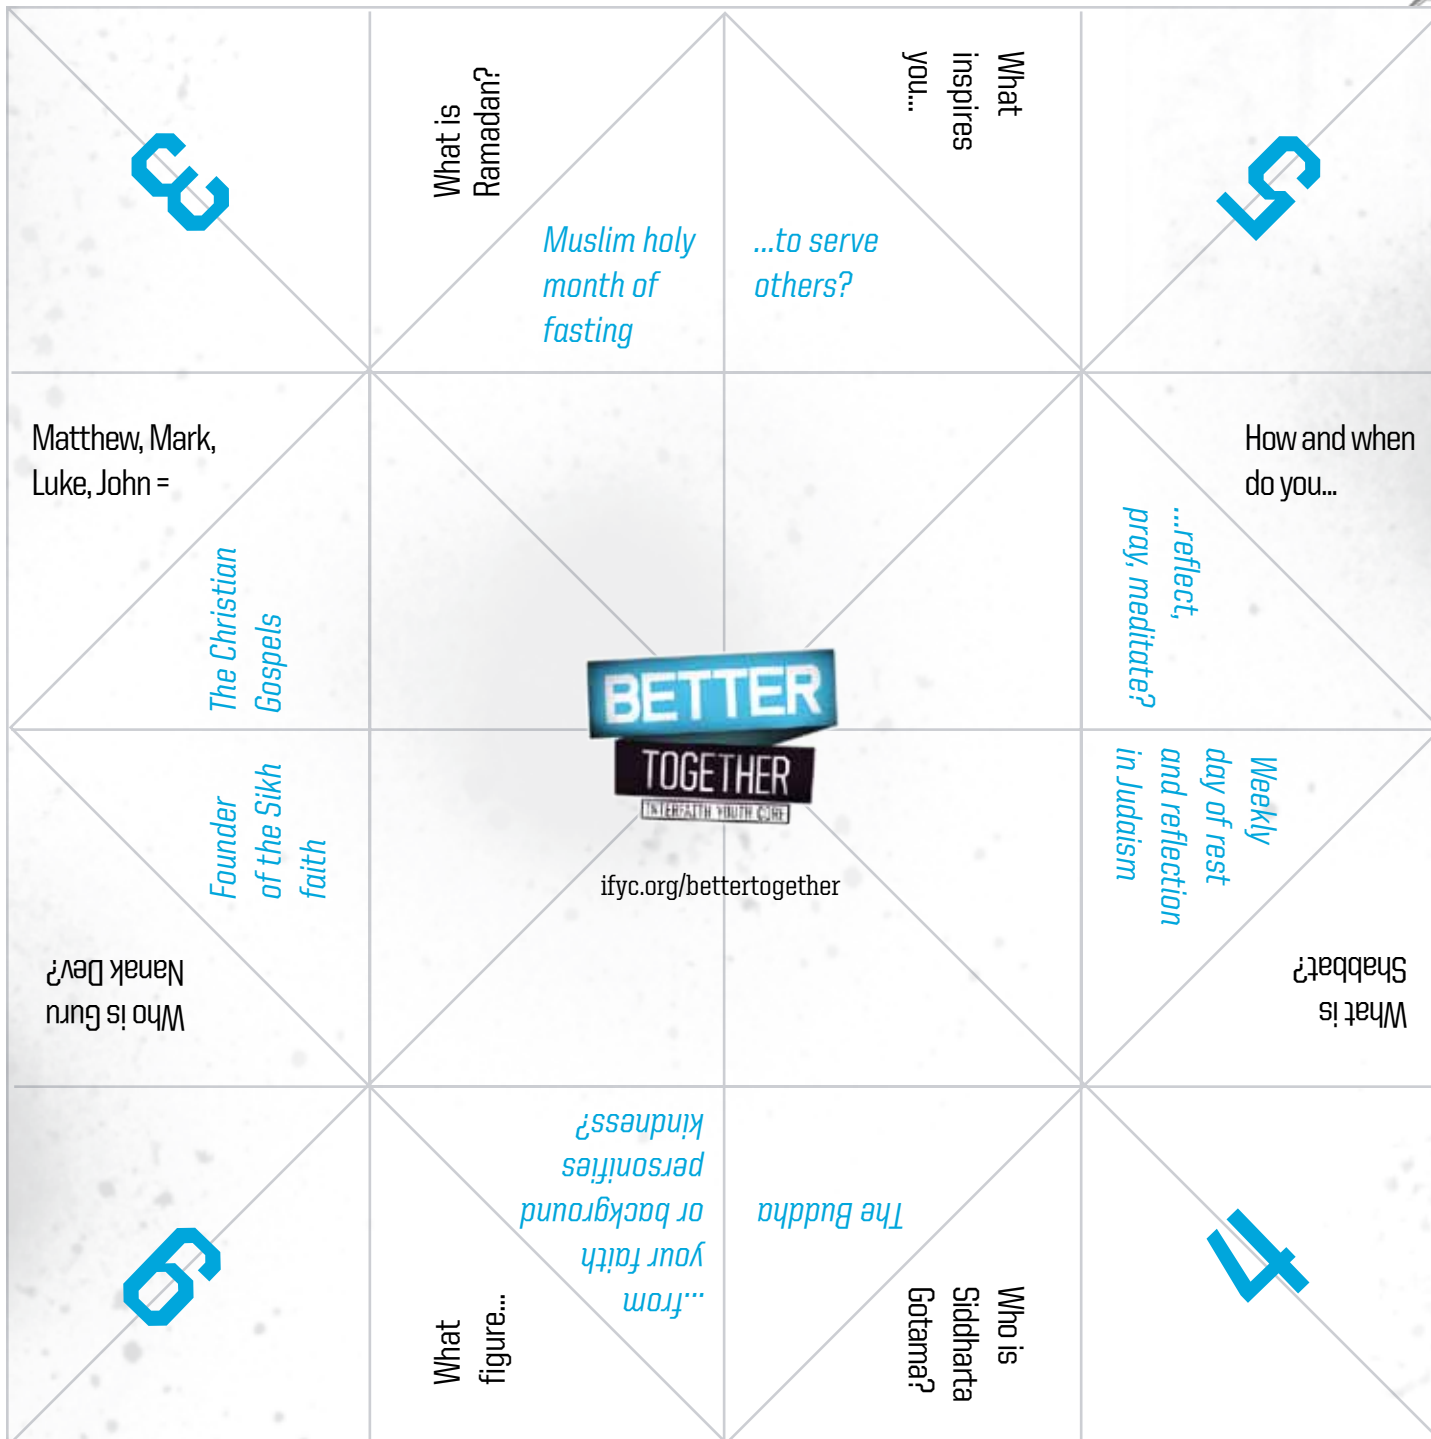 3
What is
Ramadan?
Muslim holy
month of
fasting
What
inspires
you...
...to serve
others?
5
Matthew, Mark,
Luke, John =
The Christian
Gospels
How and when
do you...
...reflect,
pray, meditate?
BETTER
TOGETHER
INTERFAITH YOUTH CORE
ifyc.org/bettertogether
Founder
of the Sikh
faith
Who is Guru
Nanak Dev?
Weekly
day of rest
and reflection
in Judaism
What is
Shabbat?
6
What
figure...
...from
your faith
or background
personifies
kindness?
The Buddha
Who is
Siddharta
Gotama?
4